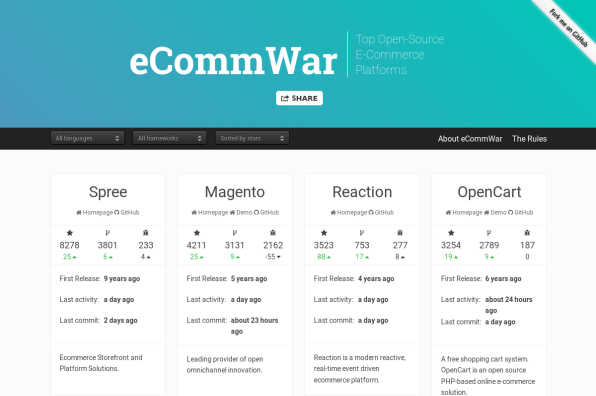 Fork me on GitHub
eCommWar
Top Open-Source
E-Commerce
Platforms
SHARE
All languages
All frameworks
Sorted by stars
About eCommWar
The Rules
Spree
Homepage GitHub
8278 3801 233
25 6 4
First Release: 9 years ago
Last activity: a day ago
Last commit: 2 days ago
Ecommerce Storefront and
Platform Solutions.
Magento
Homepage Demo GitHub
4211 3131 2162
25 9 -55
First Release: 5 years ago
Last activity: a day ago
Last commit: about 23 hours
ago
Leading provider of open
omnichannel innovation.
Reaction
Homepage GitHub
3523 753 277
88 17 8
First Release: 4 years ago
Last activity: a day ago
Last commit: a day ago
Reaction is a modern reactive,
real-time event driven
ecommerce platform.
OpenCart
Homepage Demo GitHub
3254 2789 187
19 9 0
First Release: 6 years ago
Last activity: about 24 hours
ago
Last commit: a day ago
A free shopping cart system.
OpenCart is an open source
PHP-based online e-commerce
solution.